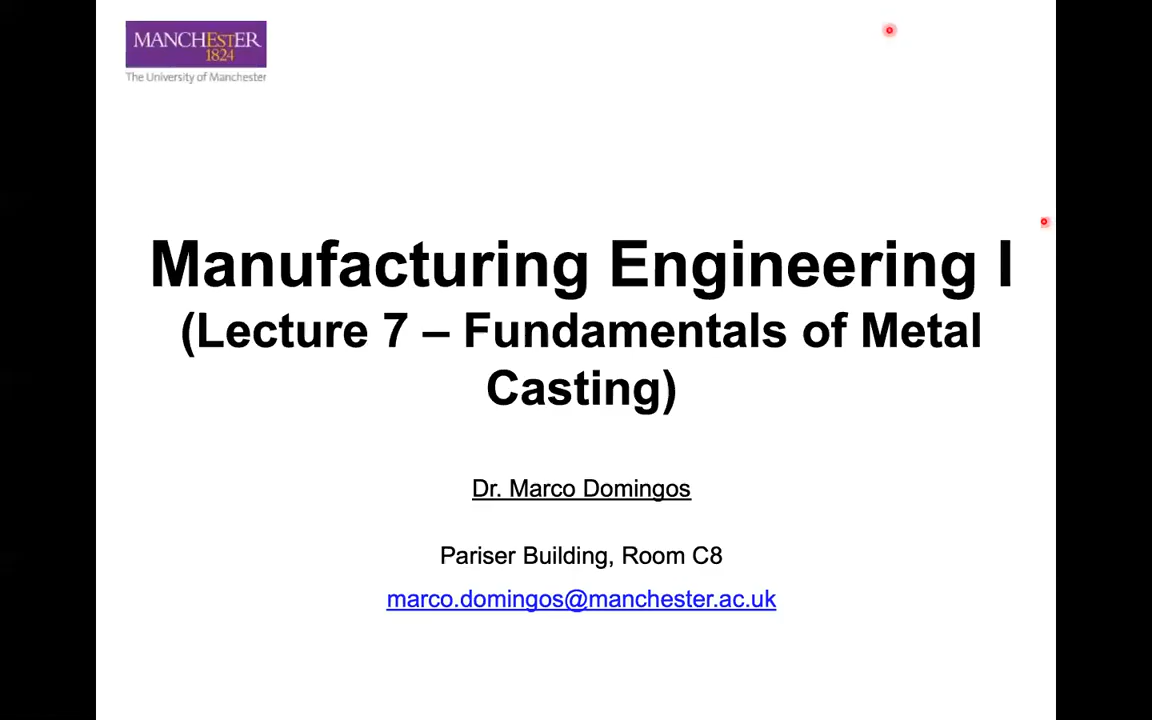 MANCHESTER
1824
The University of Manchester
Manufacturing Engineering I
(Lecture 7 – Fundamentals of Metal
Casting)
Dr. Marco Domingos
Pariser Building, Room C8
marco.domingos@manchester.ac.uk